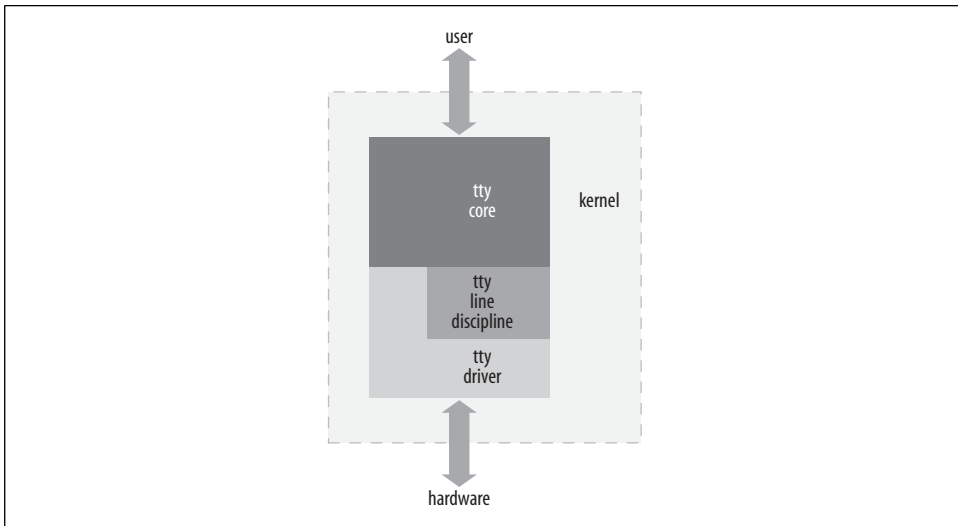 user
tty
core
kernel
tty
line
discipline
tty
driver
hardware